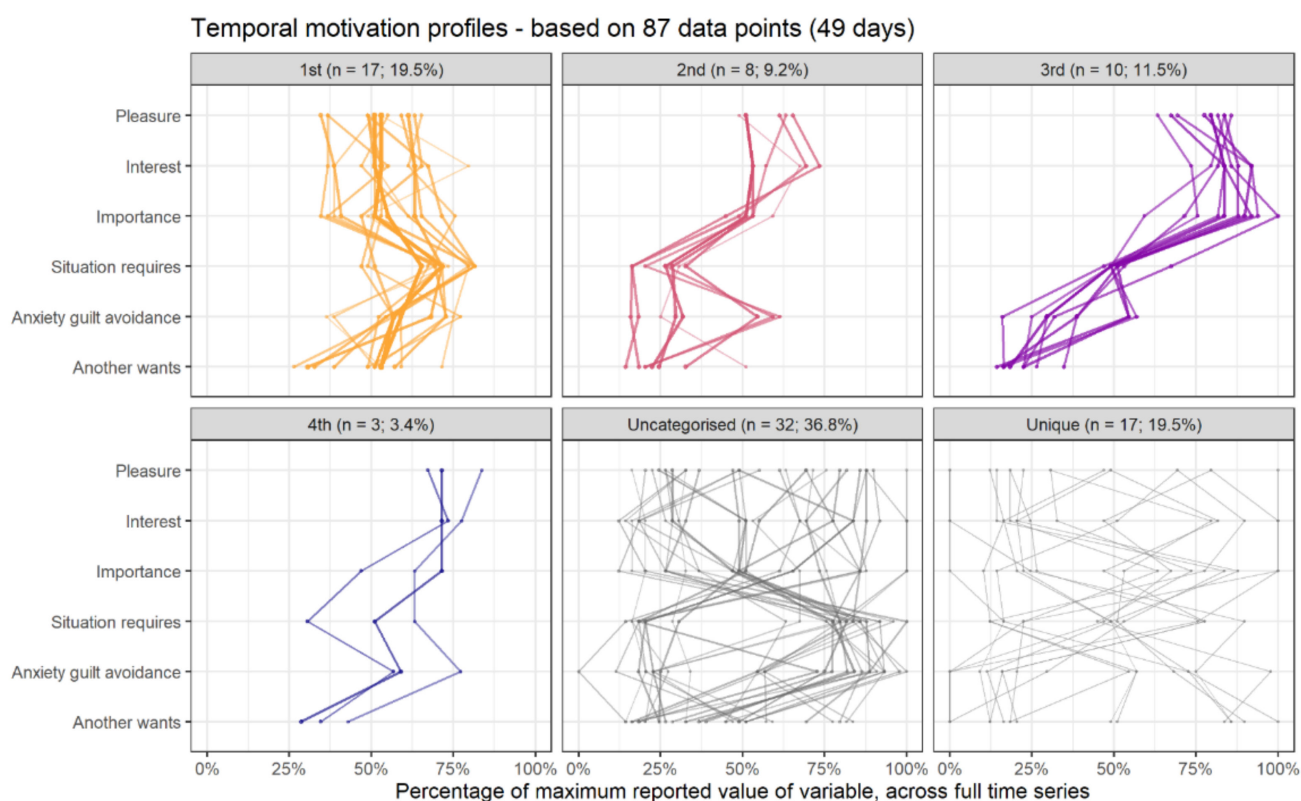 Temporal motivation profiles - based on 87 data points (49 days)
1st (n = 17; 19.5%)
2nd (n = 8; 9.2%)
3rd (n = 10; 11.5%)
Pleasure
Interest
Importance
Situation requires
Anxiety guilt avoidance
Another wants
4th (n = 3; 3.4%)
Uncategorised (n = 32; 36.8%)
Unique (n = 17; 19.5%)
Pleasure
Interest
Importance
Situation requires
Anxiety guilt avoidance
Another wants
0% 25% 50% 75% 100%
0% 25% 50% 75% 100%
0% 25% 50% 75% 100%
Percentage of maximum reported value of variable, across full time series